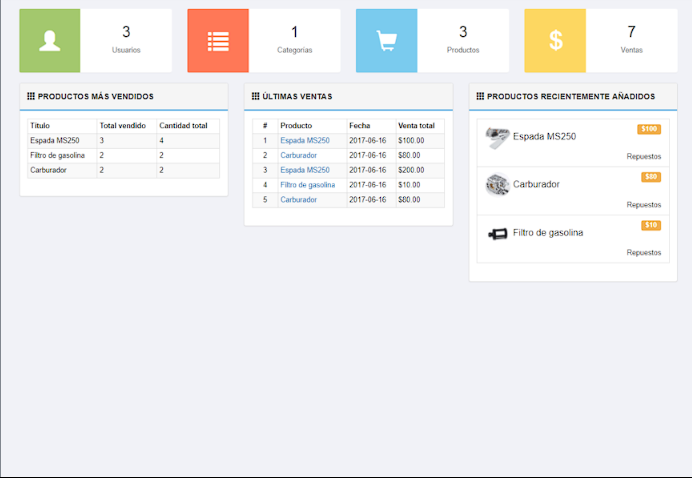 3
Usuarios
1
Categorias
3
Productos
$
7
Ventas
PRODUCTOS MÁS VENDIDOS
Título Total vendido Cantidad total
Espada MS250 3 4
Filtro de gasolina 2 2
Carburador 2 2
ÚLTIMAS VENTAS
# Producto Fecha Venta total
1 Espada MS250 2017-06-16 $100.00
2 Carburador 2017-06-16 $80.00
3 Espada MS250 2017-06-16 $200.00
4 Filtro de gasolina 2017-06-16 $10.00
5 Carburador 2017-06-16 $80.00
PRODUCTOS RECIENTEMENTE AÑADIDOS
Espada MS250 $100
Repuestos
Carburador $80
Repuestos
Filtro de gasolina $10
Repuestos